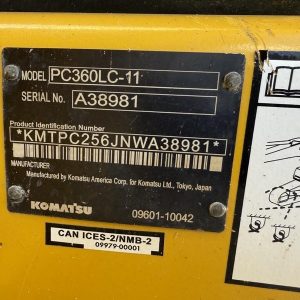 MODEL PC360LC-11
SERIAL No. A38981
Product Identification Number
*KMTPC256JNWA38981*
MANUFACTURER
Manufactured by Komatsu America Corp. for Komatsu Ltd., Tokyo, Japan
MANUFACTURER
KOMATSU 09601-10042
CAN ICES-2/NMB-2
09979-00001